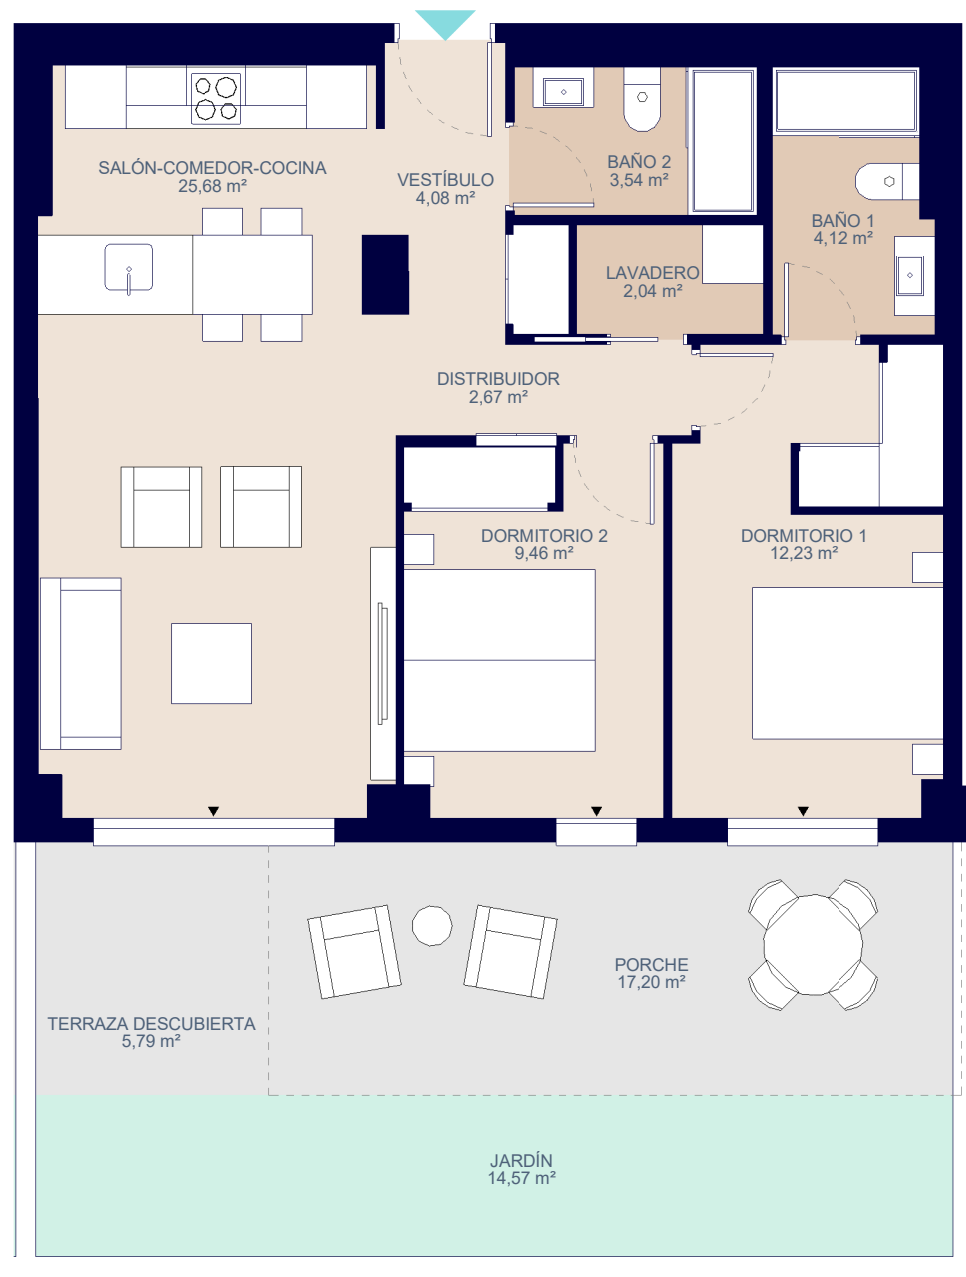 SALÓN-COMEDOR-COCINA
25,68 m²
VESTÍBULO
4,08 m²
BAÑO 2
3,54 m²
BAÑO 1
4,12 m²
LAVADERO
2,04 m²
DISTRIBUIDOR
2,67 m²
DORMITORIO 2
9,46 m²
DORMITORIO 1
12,23 m²
PORCHE
17,20 m²
TERRAZA DESCUBIERTA
5,79 m²
JARDÍN
14,57 m²